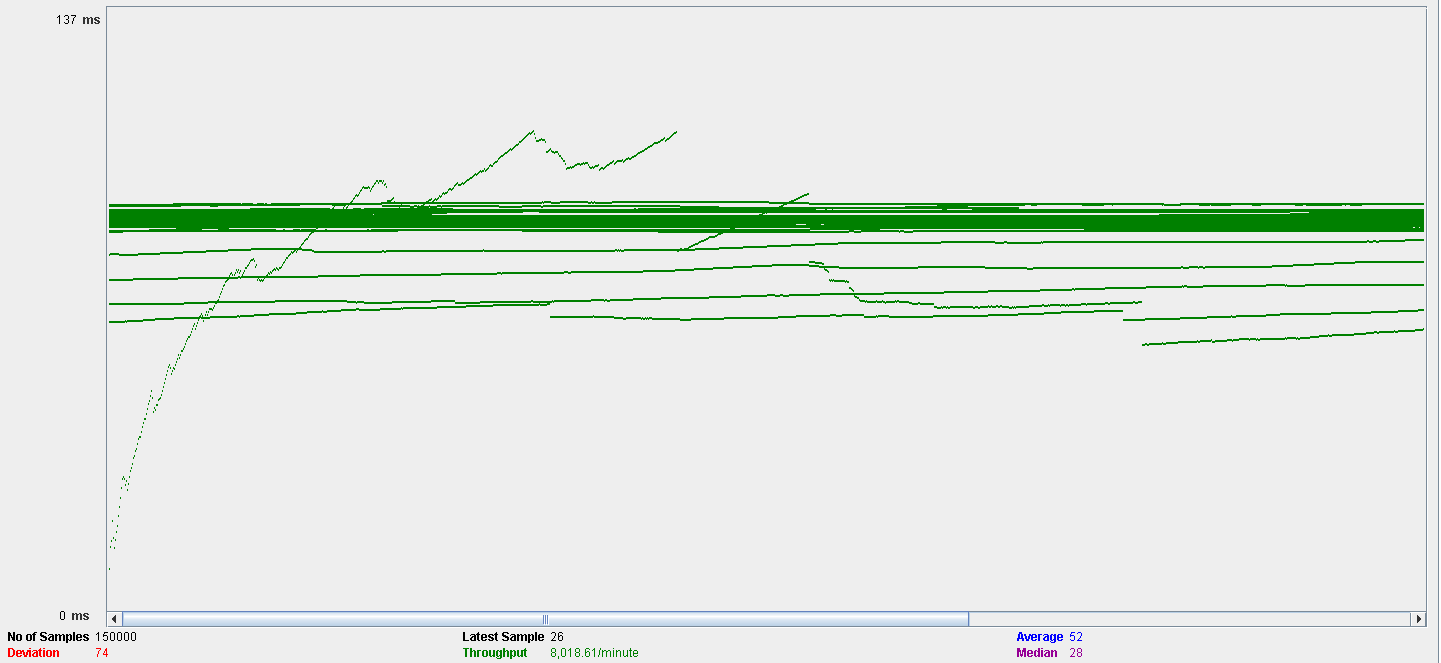 137 ms
0 ms
No of Samples 150000 Latest Sample 26 Average 52
Deviation 74 Throughput 8,018.61/minute Median 28